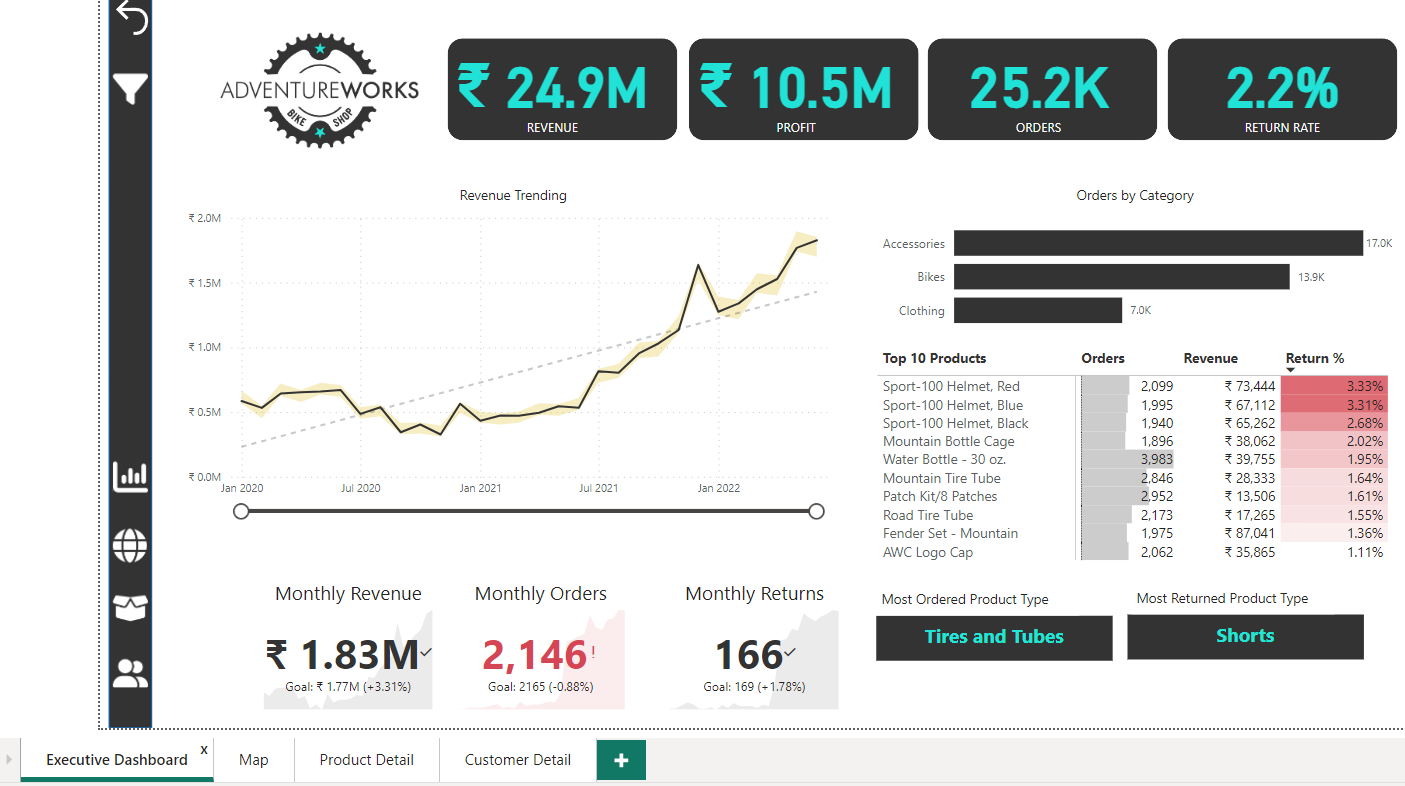 ADVENTUREWORKS
BIKE SHOP
₹ 24.9M
REVENUE
₹ 10.5M
PROFIT
25.2K
ORDERS
2.2%
RETURN RATE
Revenue Trending
₹ 2.0M
₹ 1.5M
₹ 1.0M
₹ 0.5M
₹ 0.0M
Jan 2020 Jul 2020 Jan 2021 Jul 2021 Jan 2022
Orders by Category
Accessories 17.0K
Bikes 13.9K
Clothing 7.0K
Top 10 Products Orders Revenue Return %
Sport-100 Helmet, Red 2,099 ₹ 73,444 3.33%
Sport-100 Helmet, Blue 1,995 ₹ 67,112 3.31%
Sport-100 Helmet, Black 1,940 ₹ 65,262 2.68%
Mountain Bottle Cage 1,896 ₹ 38,062 2.02%
Water Bottle - 30 oz. 3,983 ₹ 39,755 1.95%
Mountain Tire Tube 2,846 ₹ 28,333 1.64%
Patch Kit/8 Patches 2,952 ₹ 13,506 1.61%
Road Tire Tube 2,173 ₹ 17,265 1.55%
Fender Set - Mountain 1,975 ₹ 87,041 1.36%
AWC Logo Cap 2,062 ₹ 35,865 1.11%
Monthly Revenue
₹ 1.83M✓
Goal: ₹ 1.77M (+3.31%)
Monthly Orders
2,146!
Goal: 2165 (-0.88%)
Monthly Returns
166✓
Goal: 169 (+1.78%)
Most Ordered Product Type
Tires and Tubes
Most Returned Product Type
Shorts
Executive Dashboard x Map Product Detail Customer Detail +